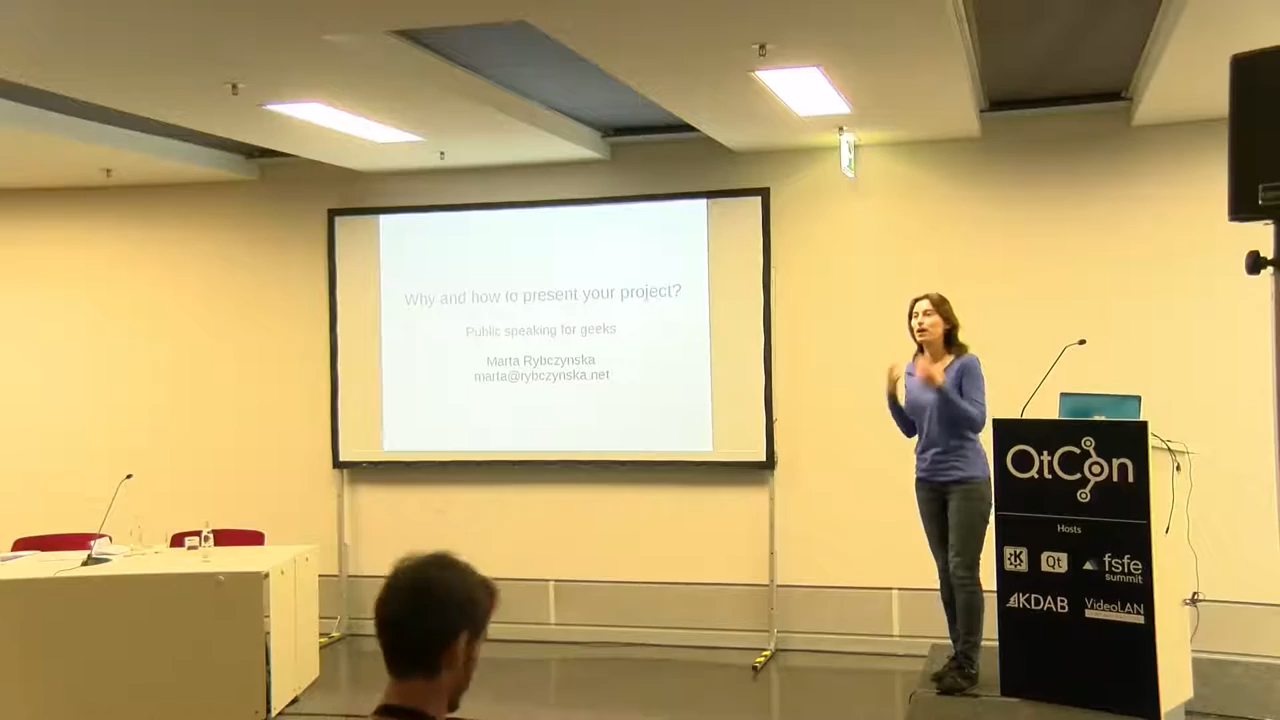 Why and how to present your project?
Public speaking for geeks
Marta Rybczynska
marta@rybczynska.net
QtCon
Hosts
K
Qt
fsfe
summit
KDAB
VideoLAN